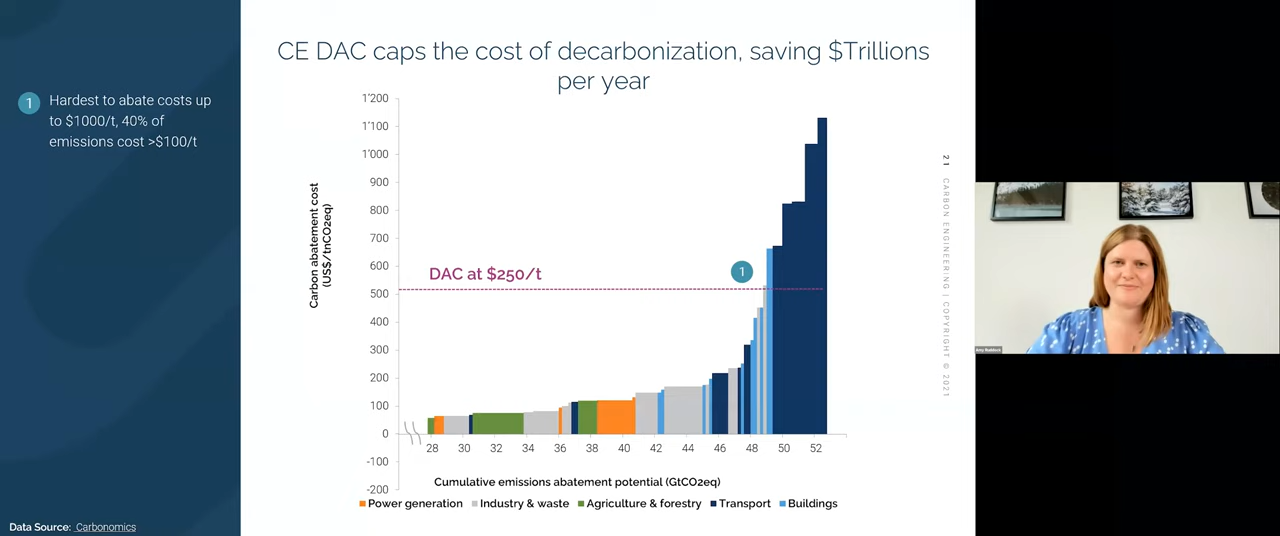 CE DAC caps the cost of decarbonization, saving $Trillions
per year
1
Hardest to abate costs up
to $1000/t, 40% of
emissions cost >$100/t
Carbon abatement cost
(US$/tnCO2eq)
1'200
1'100
1'000
900
800
700
600
500
400
300
200
100
0
-100
-200
DAC at $250/t
1
28 30 32 34 36 38 40 42 44 46 48 50 52
Cumulative emissions abatement potential (GtCO2eq)
Power generation Industry & waste Agriculture & forestry Transport Buildings
21 CARBON ENGINEERING | COPYRIGHT © 2021
Data Source: Carbonomics